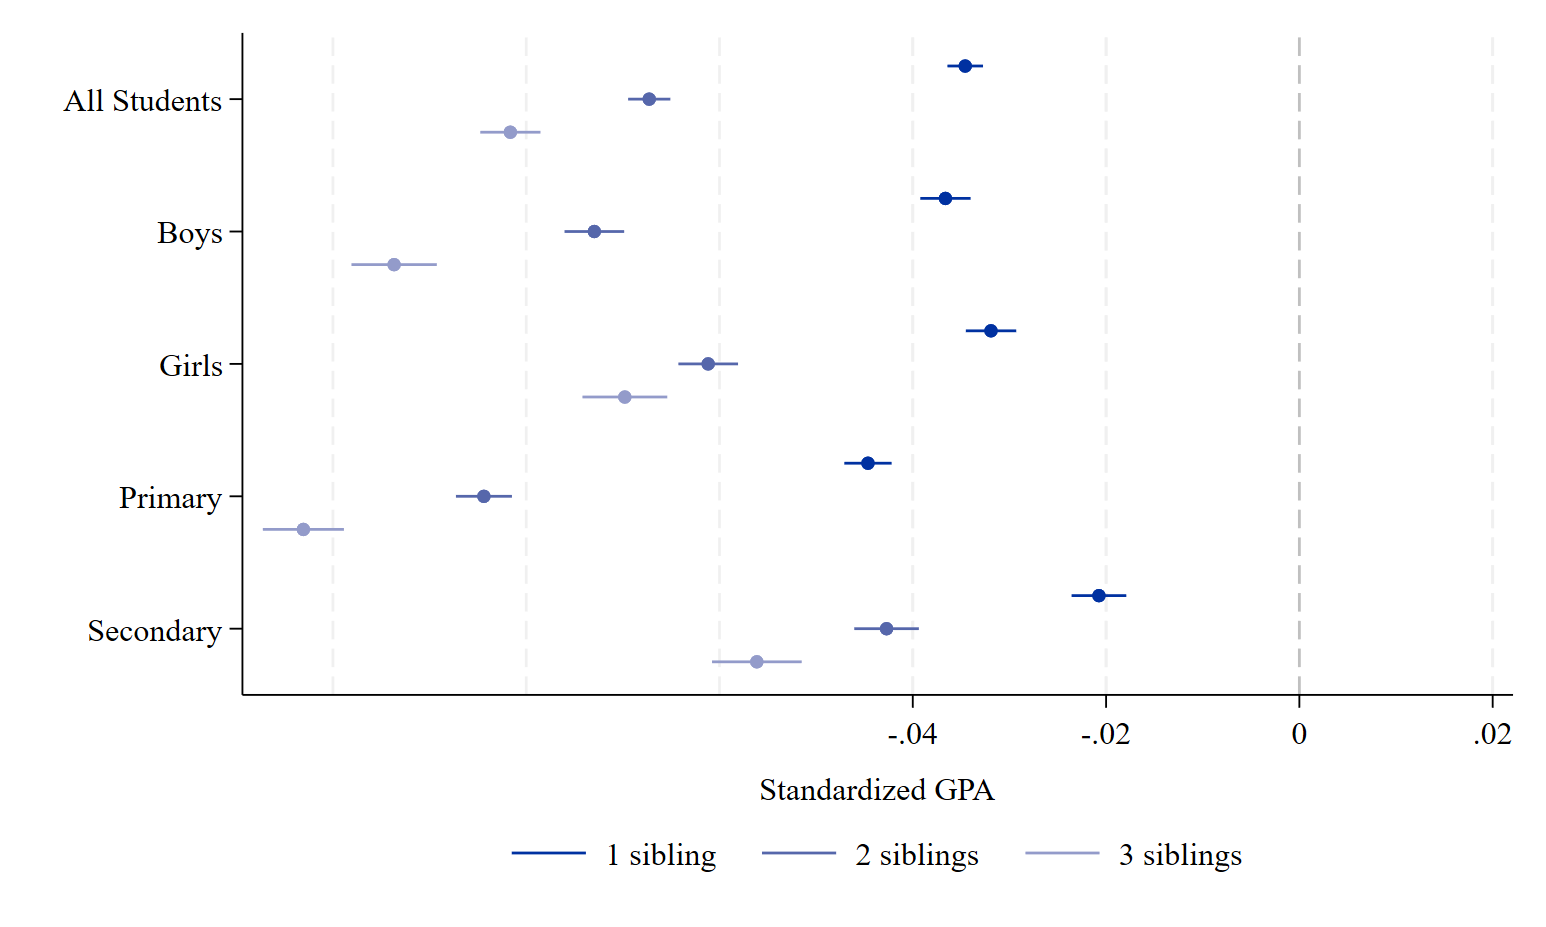 All Students
Boys
Girls
Primary
Secondary
-.04 -.02 0 .02
Standardized GPA
1 sibling 2 siblings 3 siblings